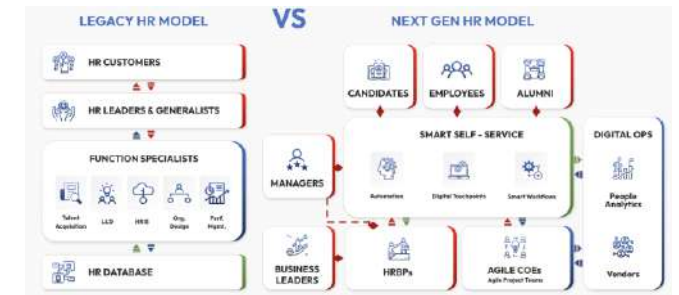 LEGACY HR MODEL
VS
NEXT GEN HR MODEL
HR CUSTOMERS
HR LEADERS & GENERALISTS
FUNCTION SPECIALISTS
Talent
Acquisition
L&D
HRIS
Org.
Design
Perf.
Mgmt.
HR DATABASE
CANDIDATES
EMPLOYEES
ALUMNI
SMART SELF - SERVICE
Automation
Digital Touchpoints
Smart Workflows
MANAGERS
BUSINESS
LEADERS
HRBPs
AGILE COEs
Agile Project Teams
DIGITAL OPS
People
Analytics
Vendors